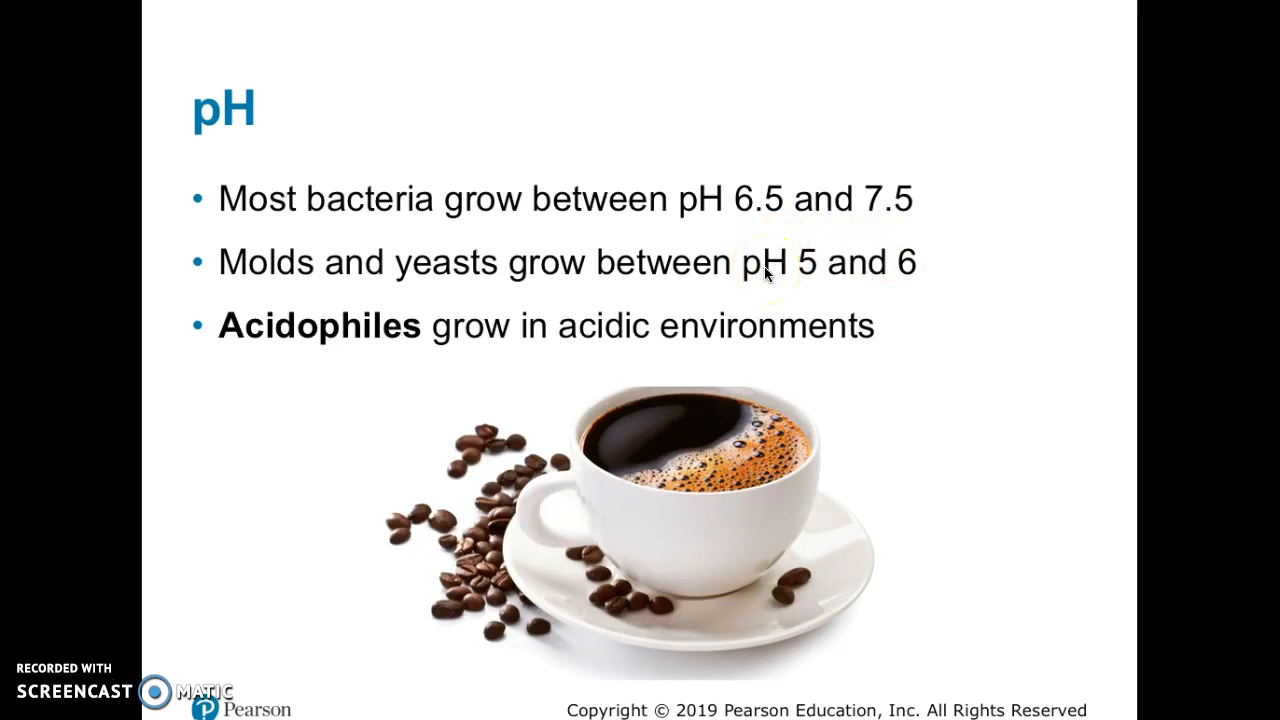 pH
• Most bacteria grow between pH 6.5 and 7.5
• Molds and yeasts grow between pH 5 and 6
• Acidophiles grow in acidic environments
RECORDED WITH
SCREENCAST MATIC
Pearson
Copyright © 2019 Pearson Education, Inc. All Rights Reserved